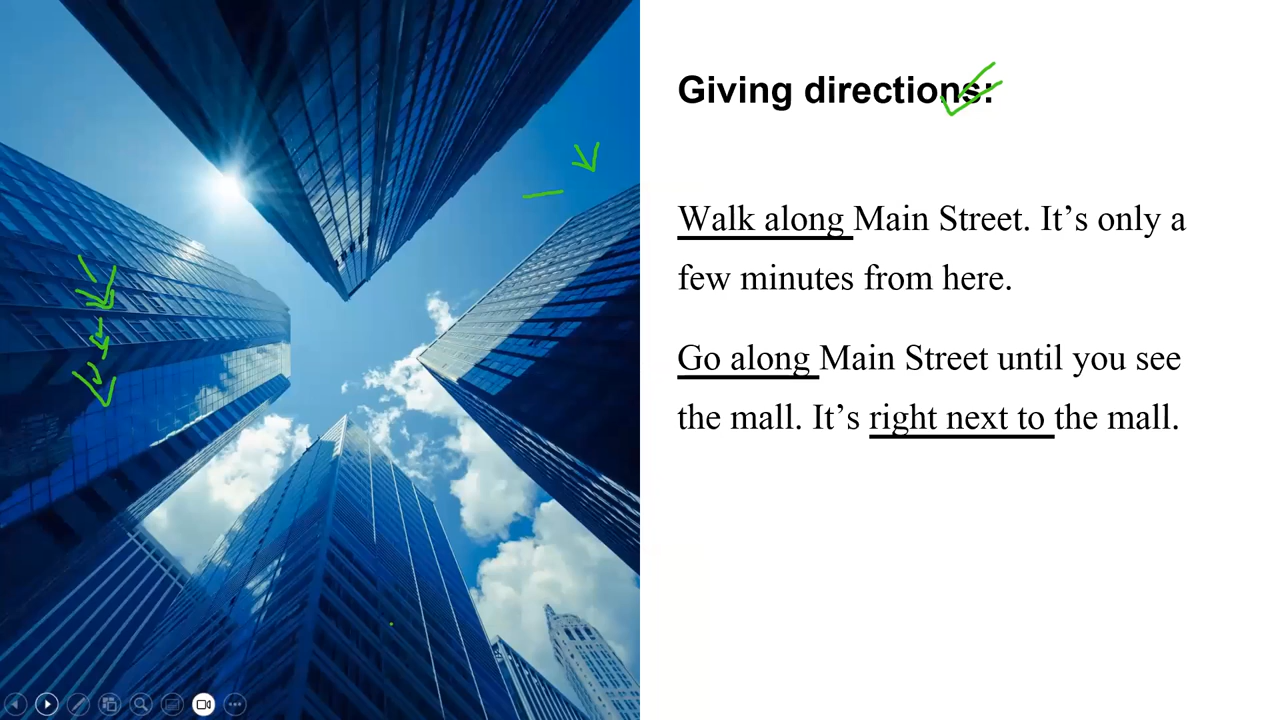 Giving directions:
Walk along Main Street. It’s only a
few minutes from here.
Go along Main Street until you see
the mall. It’s right next to the mall.